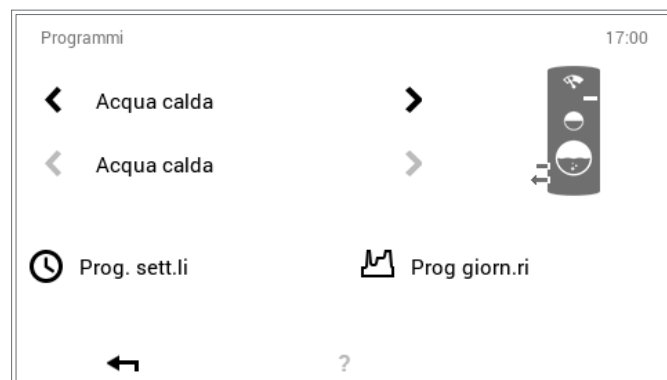 Programmi 17:00
Acqua calda
Acqua calda
Prog. sett.li Prog giorn.ri
?